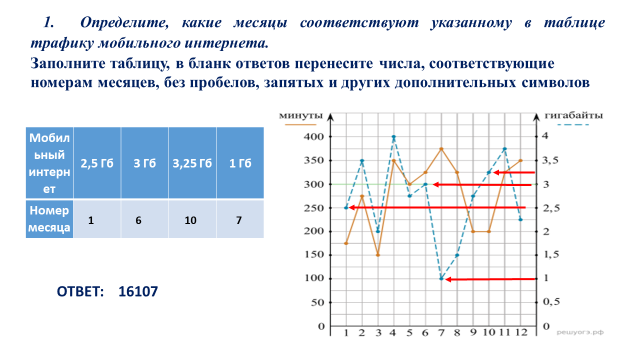 1. Определите, какие месяцы соответствуют указанному в таблице
трафику мобильного интернета.
Заполните таблицу, в бланк ответов перенесите числа, соответствующие
номерам месяцев, без пробелов, запятых и других дополнительных символов
Мобил
ьный
интерн
ет
2,5 Гб
3 Гб
3,25 Гб
1 Гб
Номер
месяца
1
6
10
7
ОТВЕТ: 16107
минуты
гигабайты
400
350
300
250
200
150
100
50
0
4
3,5
3
2,5
2
1,5
1
0,5
0
1 2 3 4 5 6 7 8 9 10 11 12
решуогэ.рф